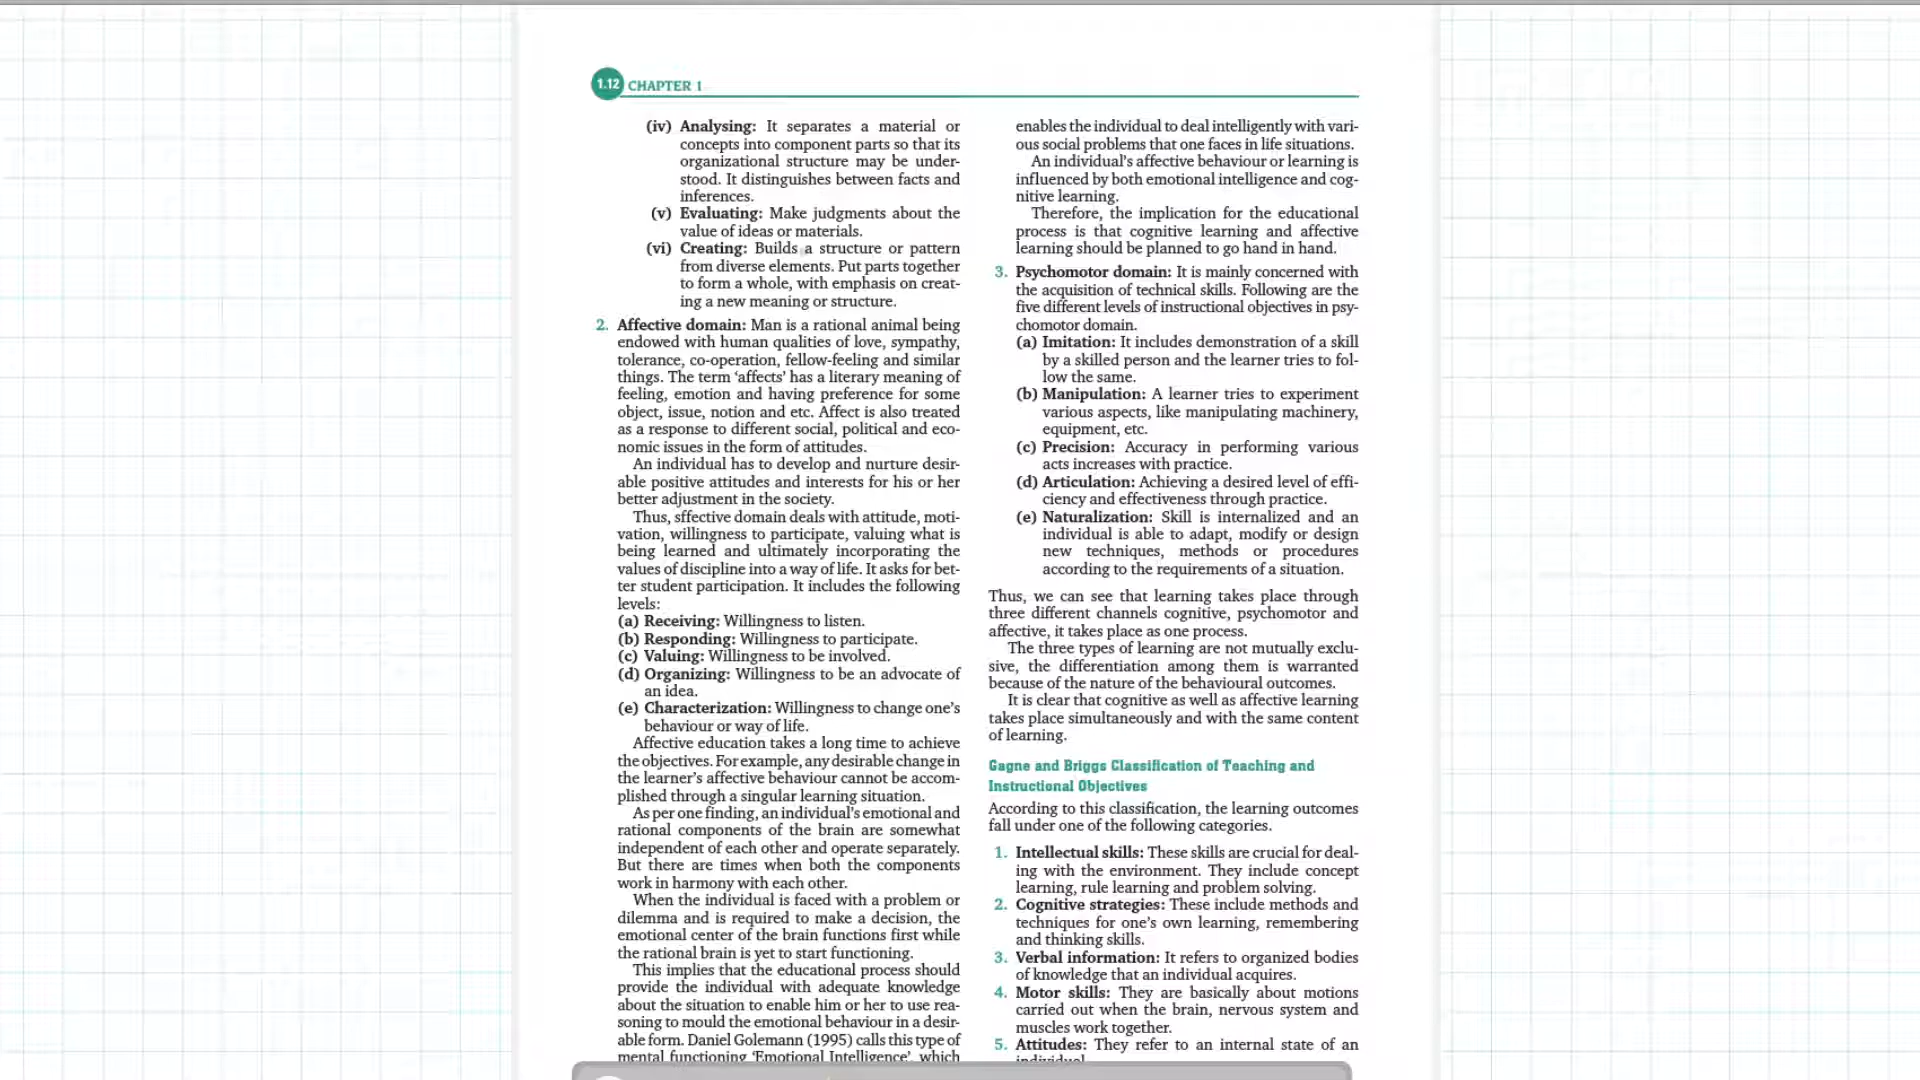 1.12 CHAPTER 1
(iv) Analysing: It separates a material or
concepts into component parts so that its
organizational structure may be under-
stood. It distinguishes between facts and
inferences.
(v) Evaluating: Make judgments about the
value of ideas or materials.
(vi) Creating: Builds a structure or pattern
from diverse elements. Put parts together
to form a whole, with emphasis on creat-
ing a new meaning or structure.
2. Affective domain: Man is a rational animal being
endowed with human qualities of love, sympathy,
tolerance, co-operation, fellow-feeling and similar
things. The term ‘affects’ has a literary meaning of
feeling, emotion and having preference for some
object, issue, notion and etc. Affect is also treated
as a response to different social, political and eco-
nomic issues in the form of attitudes.
An individual has to develop and nurture desir-
able positive attitudes and interests for his or her
better adjustment in the society.
Thus, sffective domain deals with attitude, moti-
vation, willingness to participate, valuing what is
being learned and ultimately incorporating the
values of discipline into a way of life. It asks for bet-
ter student participation. It includes the following
levels:
(a) Receiving: Willingness to listen.
(b) Responding: Willingness to participate.
(c) Valuing: Willingness to be involved.
(d) Organizing: Willingness to be an advocate of
an idea.
(e) Characterization: Willingness to change one’s
behaviour or way of life.
Affective education takes a long time to achieve
the objectives. For example, any desirable change in
the learner’s affective behaviour cannot be accom-
plished through a singular learning situation.
As per one finding, an individual’s emotional and
rational components of the brain are somewhat
independent of each other and operate separately.
But there are times when both the components
work in harmony with each other.
When the individual is faced with a problem or
dilemma and is required to make a decision, the
emotional center of the brain functions first while
the rational brain is yet to start functioning.
This implies that the educational process should
provide the individual with adequate knowledge
about the situation to enable him or her to use rea-
soning to mould the emotional behaviour in a desir-
able form. Daniel Golemann (1995) calls this type of
mental functioning ‘Emotional Intelligence’, which
enables the individual to deal intelligently with vari-
ous social problems that one faces in life situations.
An individual’s affective behaviour or learning is
influenced by both emotional intelligence and cog-
nitive learning.
Therefore, the implication for the educational
process is that cognitive learning and affective
learning should be planned to go hand in hand.
3. Psychomotor domain: It is mainly concerned with
the acquisition of technical skills. Following are the
five different levels of instructional objectives in psy-
chomotor domain.
(a) Imitation: It includes demonstration of a skill
by a skilled person and the learner tries to fol-
low the same.
(b) Manipulation: A learner tries to experiment
various aspects, like manipulating machinery,
equipment, etc.
(c) Precision: Accuracy in performing various
acts increases with practice.
(d) Articulation: Achieving a desired level of effi-
ciency and effectiveness through practice.
(e) Naturalization: Skill is internalized and an
individual is able to adapt, modify or design
new techniques, methods or procedures
according to the requirements of a situation.
Thus, we can see that learning takes place through
three different channels cognitive, psychomotor and
affective, it takes place as one process.
The three types of learning are not mutually exclu-
sive, the differentiation among them is warranted
because of the nature of the behavioural outcomes.
It is clear that cognitive as well as affective learning
takes place simultaneously and with the same content
of learning.
Gagne and Briggs Classification of Teaching and
Instructional Objectives
According to this classification, the learning outcomes
fall under one of the following categories.
1. Intellectual skills: These skills are crucial for deal-
ing with the environment. They include concept
learning, rule learning and problem solving.
2. Cognitive strategies: These include methods and
techniques for one’s own learning, remembering
and thinking skills.
3. Verbal information: It refers to organized bodies
of knowledge that an individual acquires.
4. Motor skills: They are basically about motions
carried out when the brain, nervous system and
muscles work together.
5. Attitudes: They refer to an internal state of an
individual